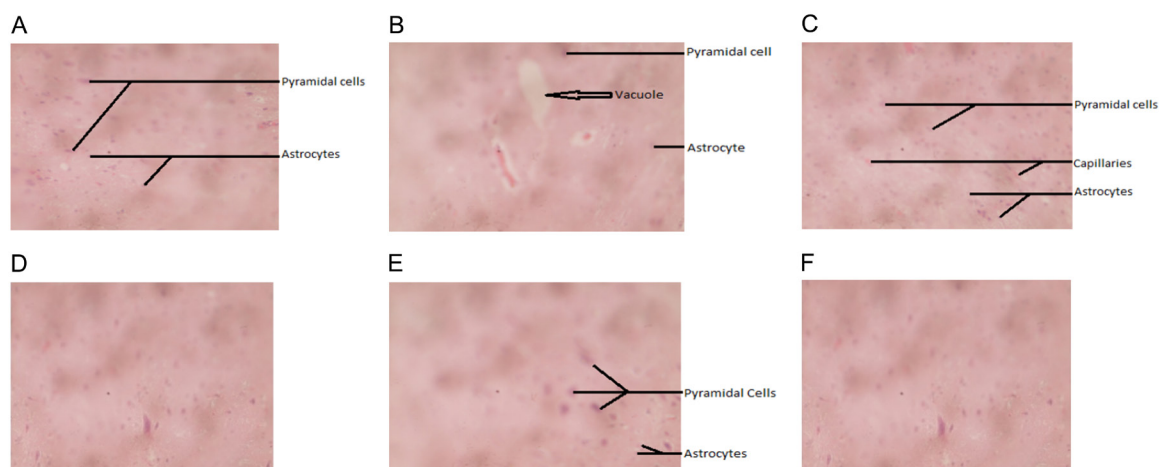 A
Pyramidal cells
Astrocytes
B
Pyramidal cell
Vacuole
Astrocyte
C
Pyramidal cells
Capillaries
Astrocytes
D
E
Pyramidal Cells
Astrocytes
F